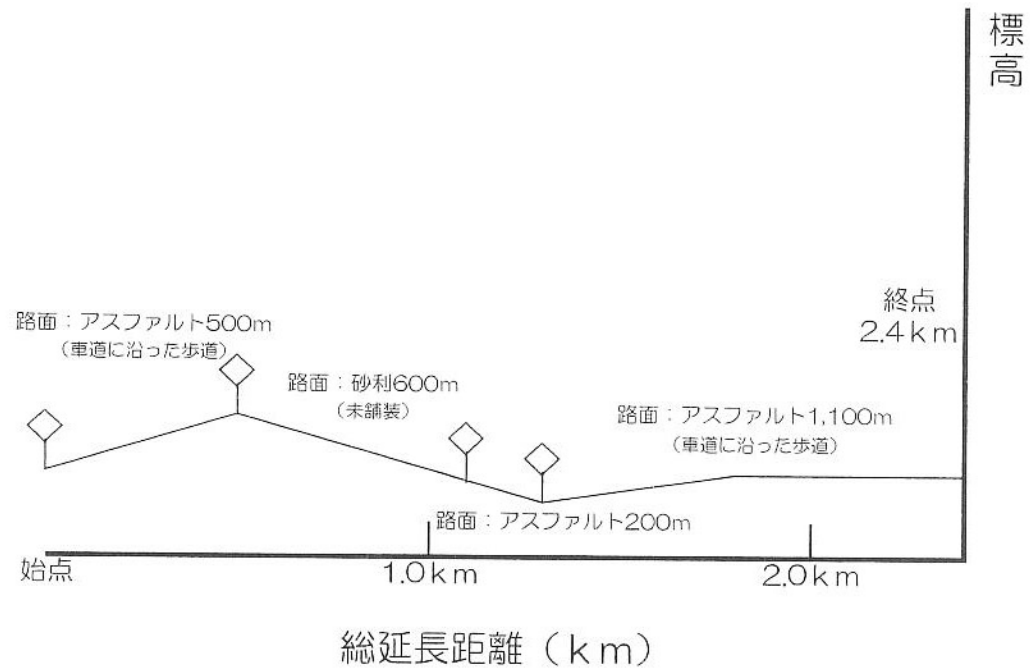 標高
終点
2.4km
路面：アスファルト500m
（車道に沿った歩道）
路面：砂利600m
（未舗装）
路面：アスファルト1,100m
（車道に沿った歩道）
路面：アスファルト200m
始点
1.0km
2.0km
総延長距離（km）